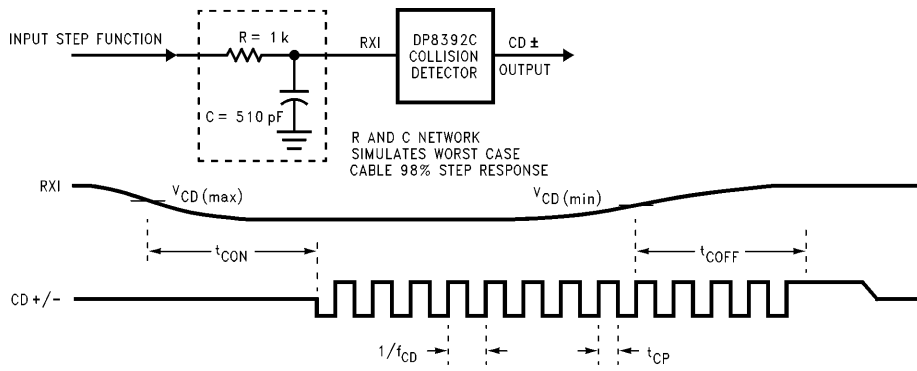 INPUT STEP FUNCTION
R = 1 k
RXI
DP8392C
COLLISION
DETECTOR
CD ±
OUTPUT
C = 510 pF
R AND C NETWORK
SIMULATES WORST CASE
CABLE 98% STEP RESPONSE
RXI
VCD (max)
VCD (min)
tCON
tCOFF
CD +/-
1/fCD
tCP